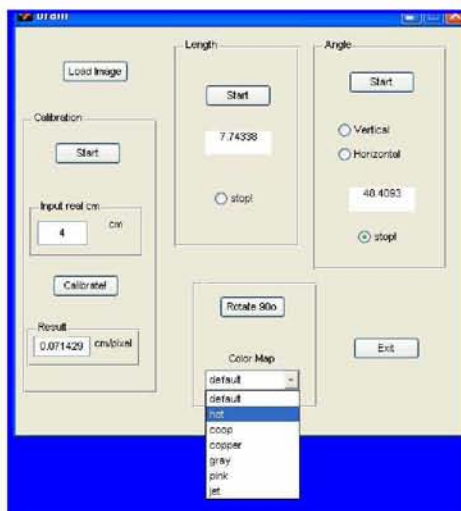 Length
Angle
Load Image
Start
Start
Calibration
7.74338
Vertical
Start
Horizontal
Input real cm
48.4093
4
cm
stop!
stop!
Calibrate!
Rotate 90o
Result
0.071429
cm/pixel
Exit
Color Map
default
default
hot
coop
copper
gray
pink
jet